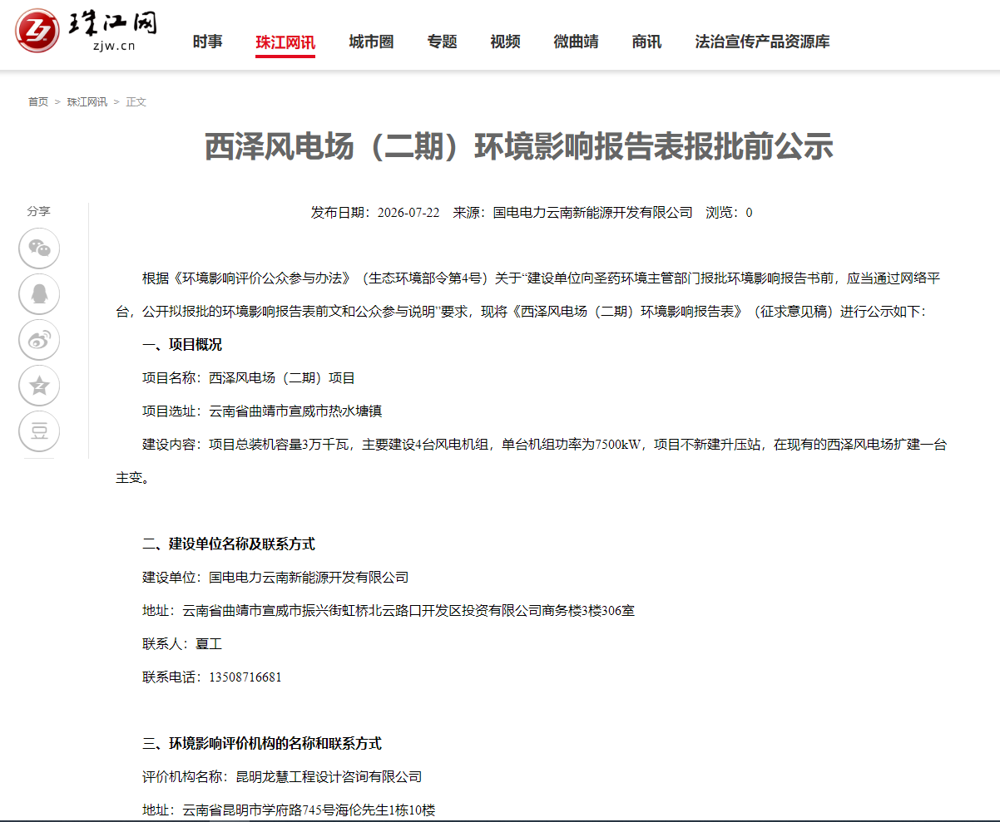 珠江网
zjw.cn
时事 珠江网讯 城市圈 专题 视频 微曲靖 商讯 法治宣传产品资源库
首页 > 珠江网讯 > 正文
西泽风电场（二期）环境影响报告表报批前公示
分享
发布日期：2026-07-22 来源：国电电力云南新能源开发有限公司 浏览：0
根据《环境影响评价公众参与办法》（生态环境部令第4号）关于“建设单位向圣药环境主管部门报批环境影响报告书前，应当通过网络平
台，公开拟报批的环境影响报告表前文和公众参与说明”要求，现将《西泽风电场（二期）环境影响报告表》（征求意见稿）进行公示如下：
一、项目概况
项目名称：西泽风电场（二期）项目
项目选址：云南省曲靖市宣威市热水塘镇
建设内容：项目总装机容量3万千瓦，主要建设4台风电机组，单台机组功率为7500kW，项目不新建升压站，在现有的西泽风电场扩建一台
主变。
二、建设单位名称及联系方式
建设单位：国电电力云南新能源开发有限公司
地址：云南省曲靖市宣威市振兴街虹桥北云路口开发区投资有限公司商务楼3楼306室
联系人：夏工
联系电话：13508716681
三、环境影响评价机构的名称和联系方式
评价机构名称：昆明龙慧工程设计咨询有限公司
地址：云南省昆明市学府路745号海伦先生1栋10楼